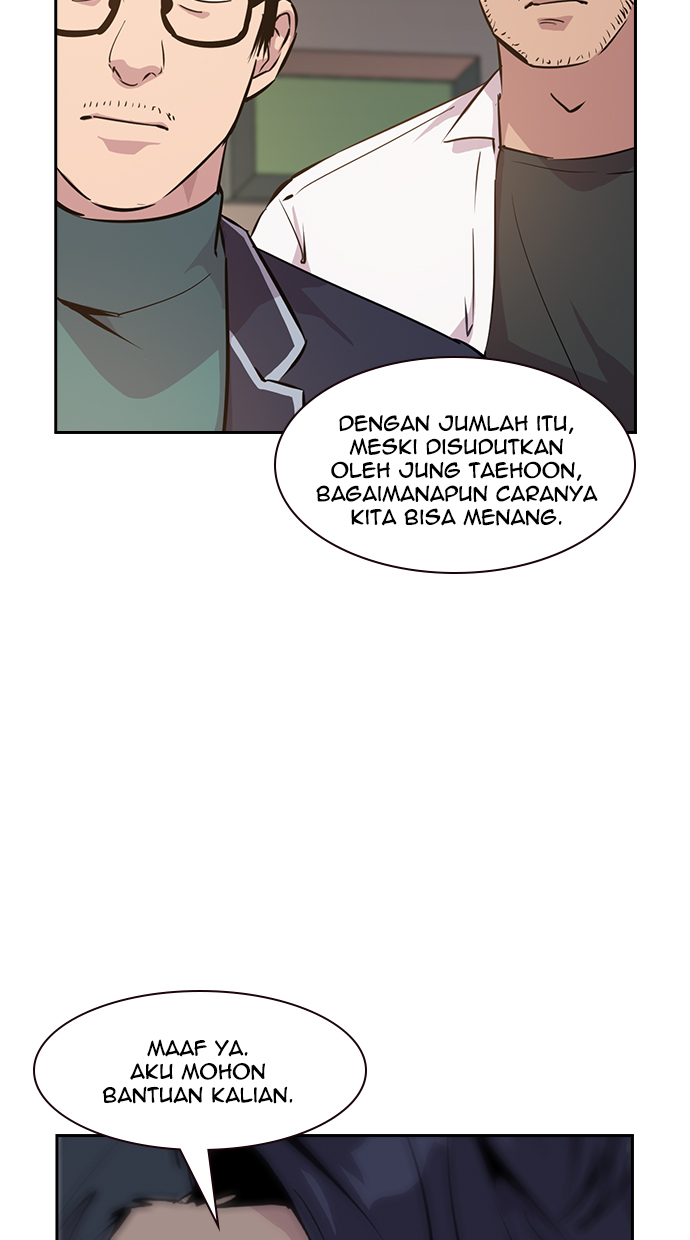 DENGAN JUMLAH ITU,
MESKI DISUDUTKAN
OLEH JUNG TAEHOON,
BAGAIMANAPUN CARANYA
KITA BISA MENANG.
MAAF YA.
AKU MOHON
BANTUAN KALIAN.